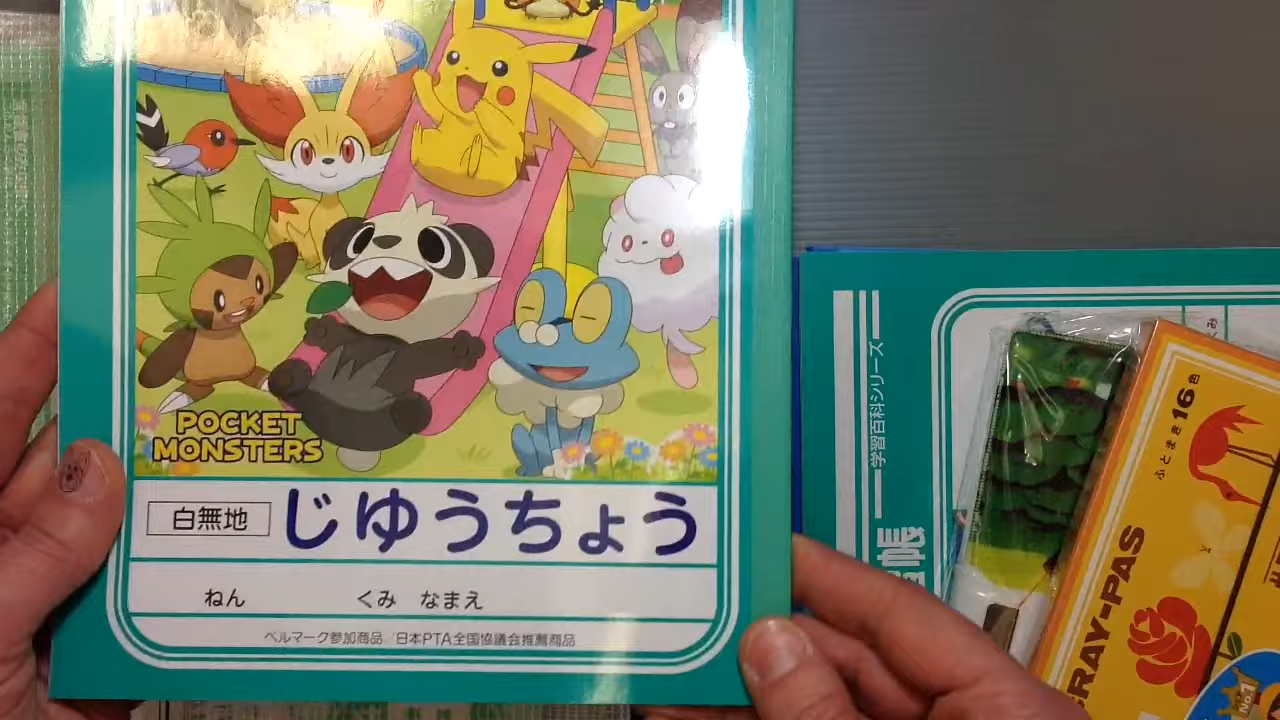 POCKET
MONSTERS
白無地
じゆうちょう
ねん くみ なまえ
ベルマーク参加商品 日本PTA全国協議会推薦商品
学習百科シリーズ
帳
ふとまき16色
RAY-PAS
No.1